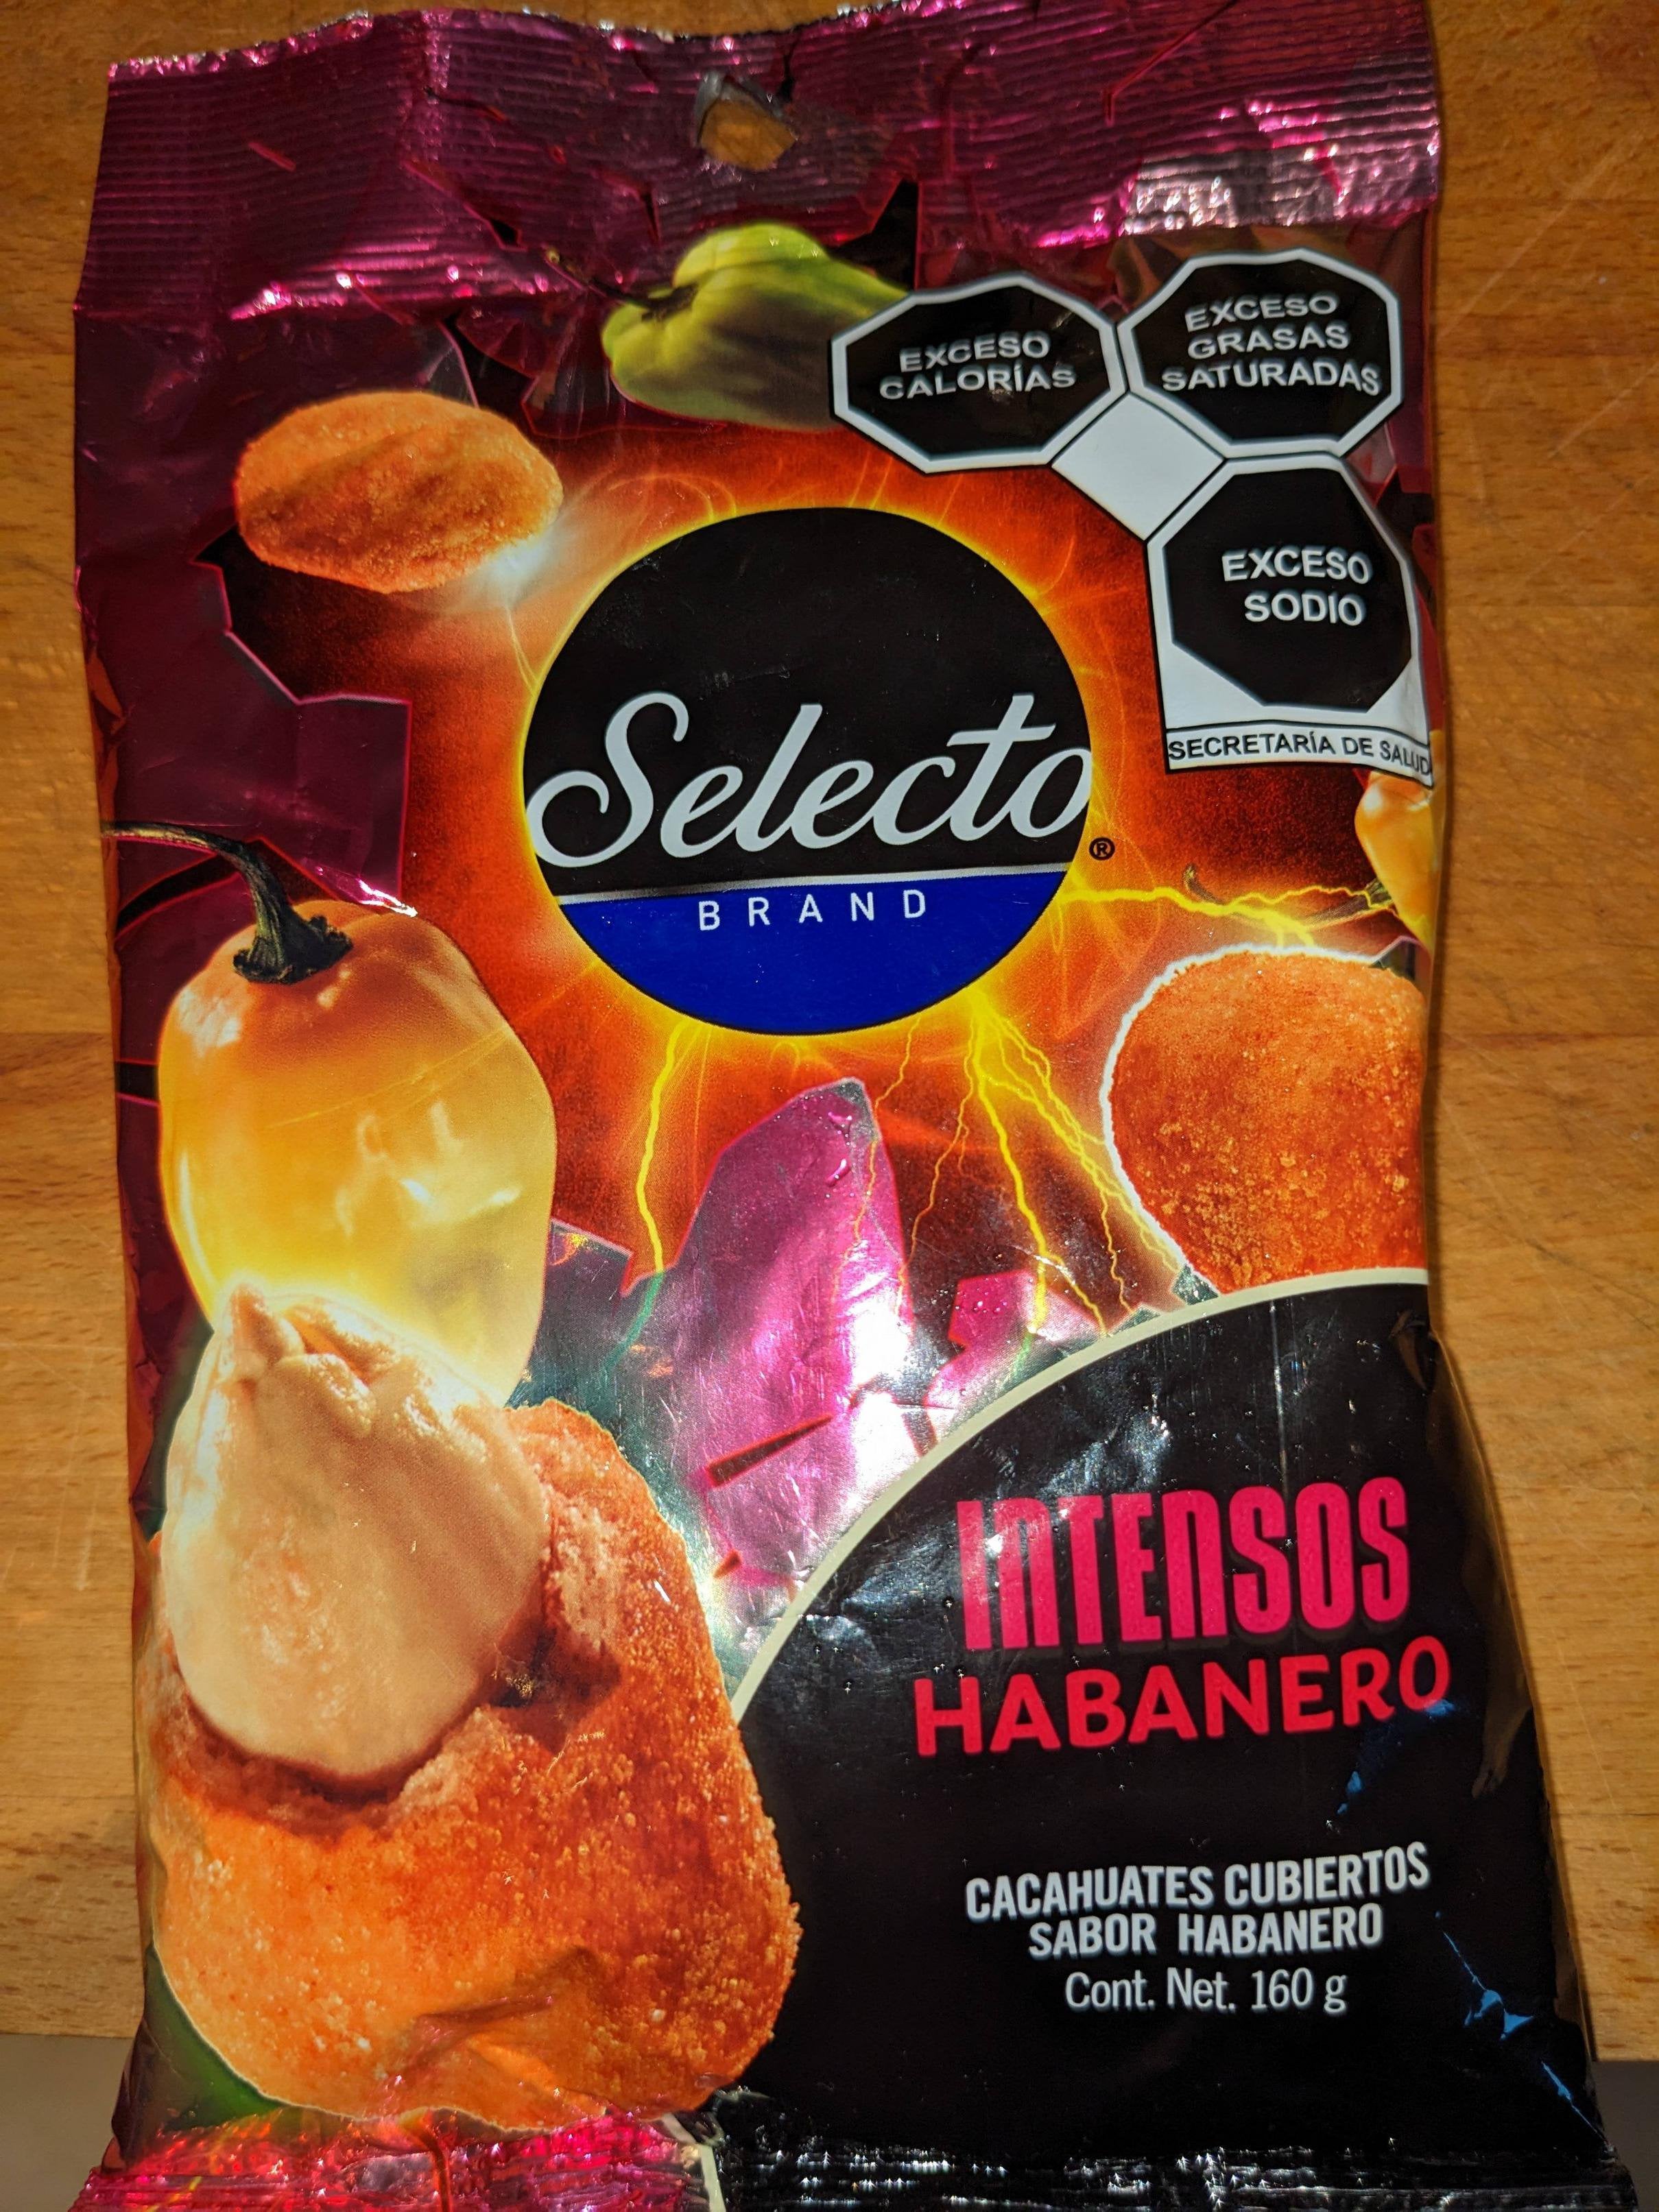 EXCESO
CALORÍAS
EXCESO
GRASAS
SATURADAS
EXCESO
SODIO
SECRETARÍA DE SALUD
Selecto®
BRAND
INTENSOS
HABANERO
CACAHUATES CUBIERTOS
SABOR HABANERO
Cont. Net. 160 g